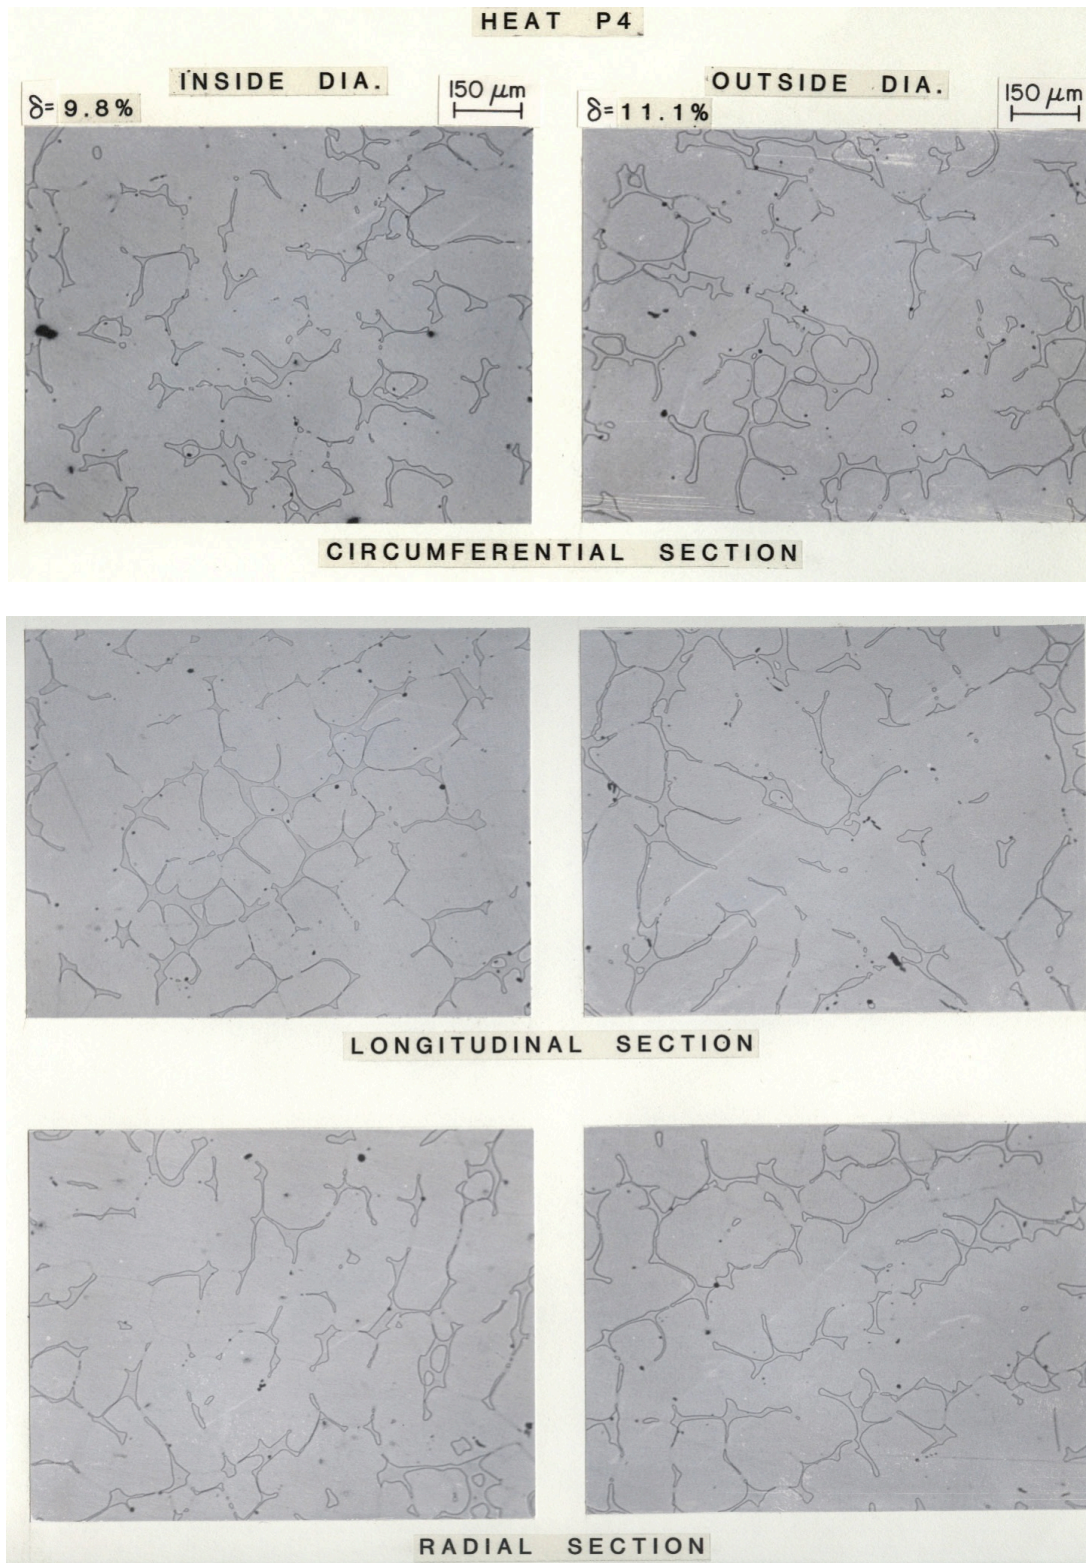 HEAT P4
INSIDE DIA.
δ= 9.8%
150 μm
OUTSIDE DIA.
δ= 11.1%
150 μm
CIRCUMFERENTIAL SECTION
LONGITUDINAL SECTION
RADIAL SECTION